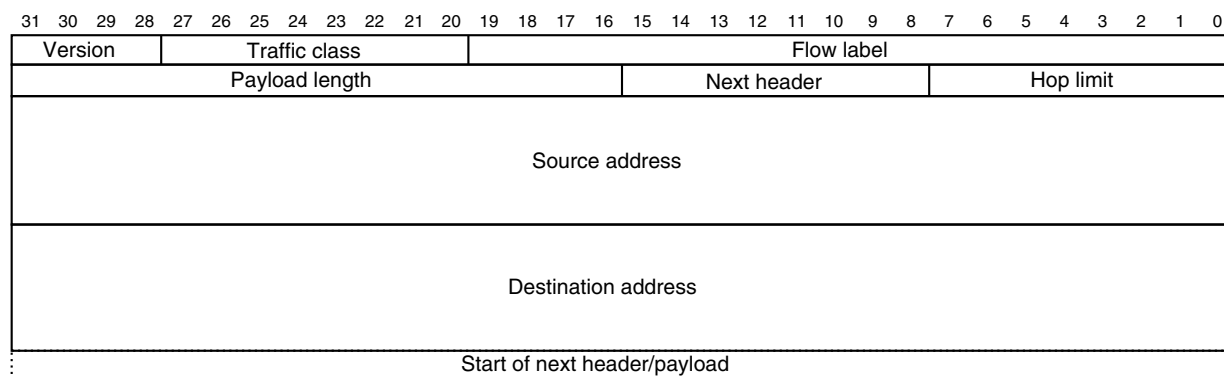 31 30 29 28 27 26 25 24 23 22 21 20 19 18 17 16 15 14 13 12 11 10 9 8 7 6 5 4 3 2 1 0
Version Traffic class Flow label
Payload length Next header Hop limit
Source address
Destination address
Start of next header/payload